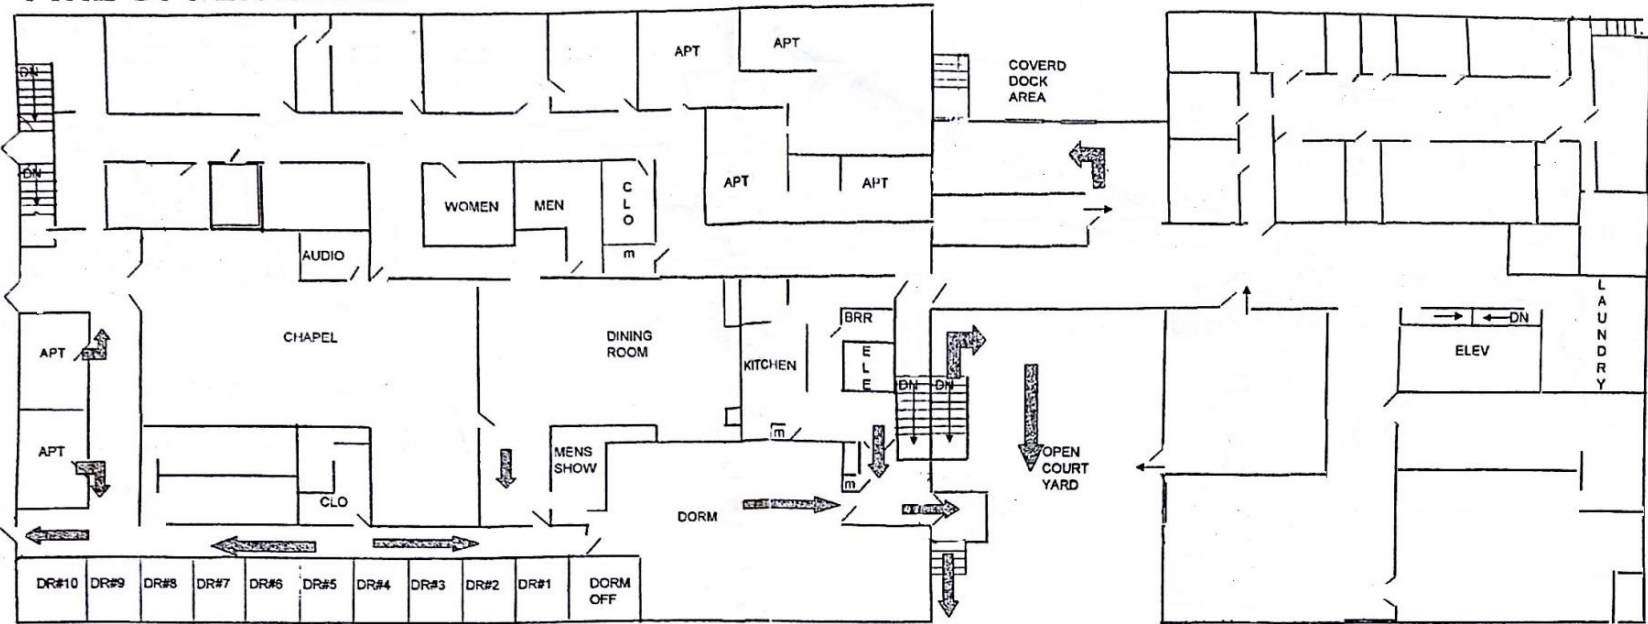 APT
APT
COVERD
DOCK
AREA
DN
DN
WOMEN
MEN
C
L
O
m
APT
APT
AUDIO
CHAPEL
DINING
ROOM
BRR
KITCHEN
E
L
E
DN
DN
DN
ELEV
L
A
U
N
D
R
Y
APT
APT
m
MENS
SHOW
m
OPEN
COURT
YARD
CLO
DORM
DR#10
DR#9
DR#8
DR#7
DR#6
DR#5
DR#4
DR#3
DR#2
DR#1
DORM
OFF